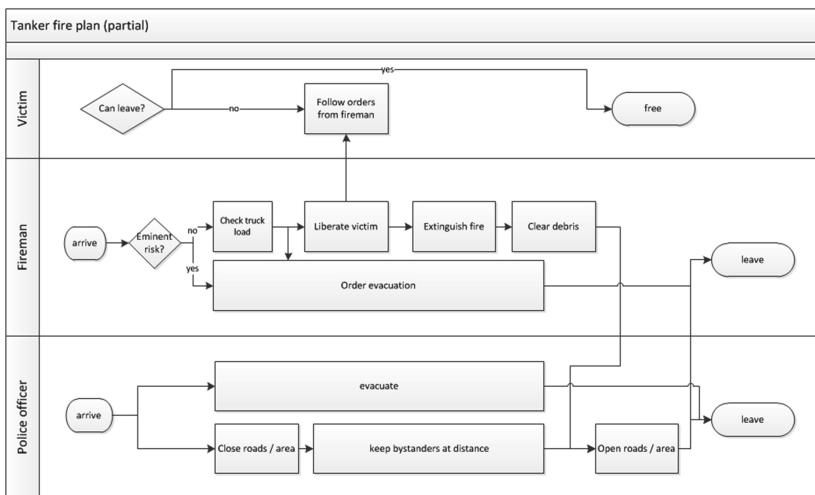 Tanker fire plan (partial)
Victim
Can leave?
yes
no
Follow orders
from fireman
free
Fireman
arrive
Eminent
risk?
no
yes
Check truck
load
Liberate victim
Extinguish fire
Clear debris
Order evacuation
leave
Police officer
arrive
evacuate
Close roads / area
keep bystanders at distance
Open roads / area
leave